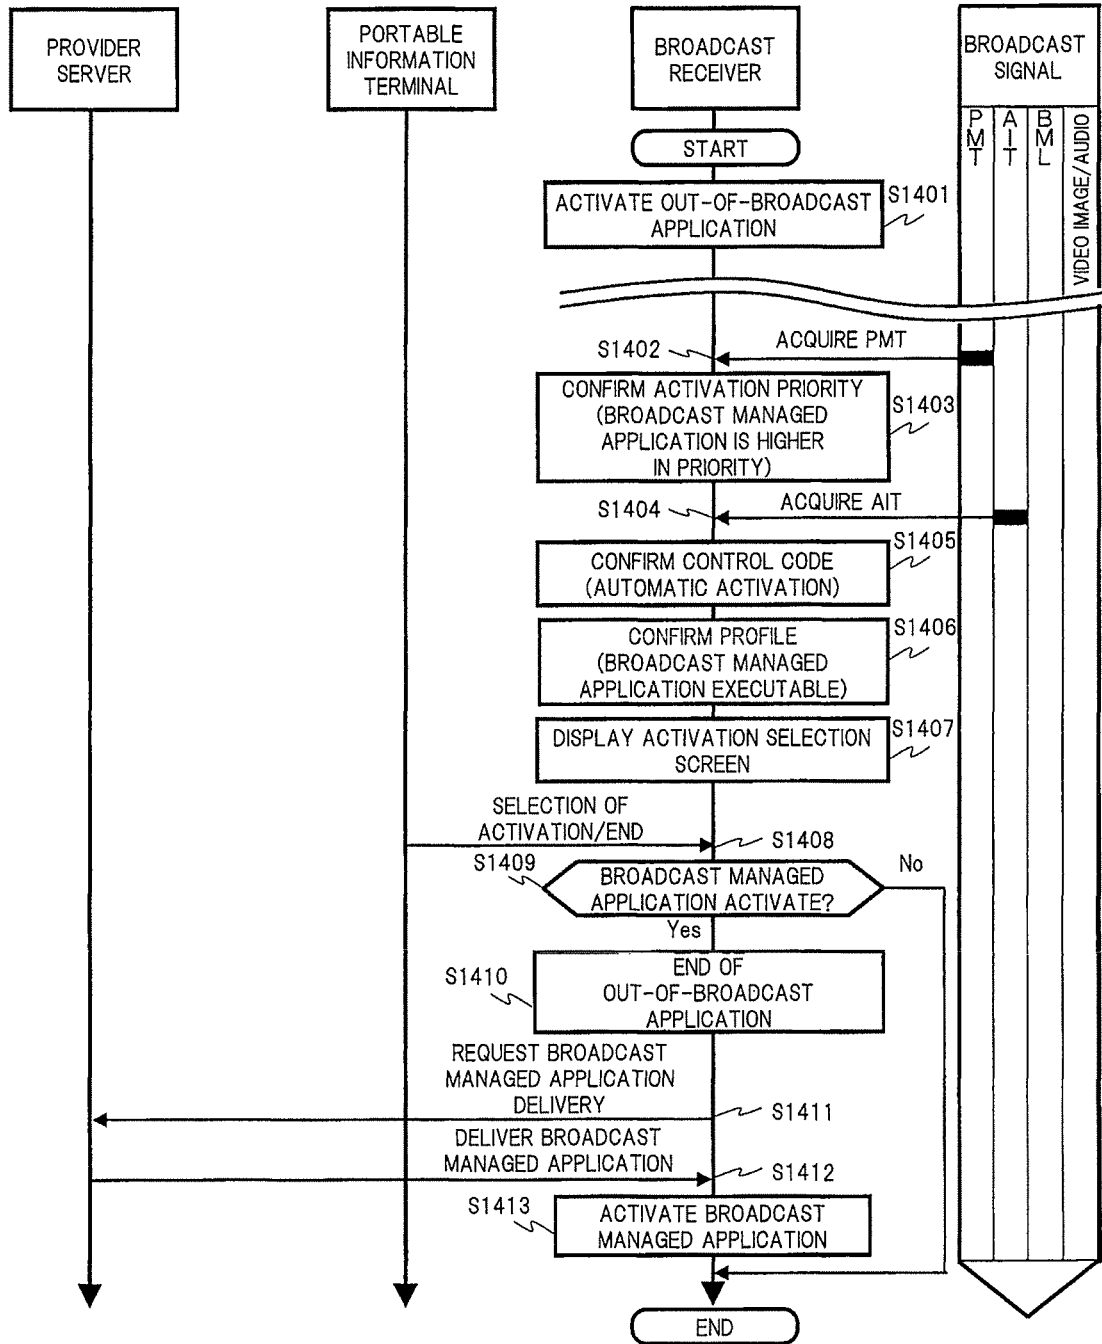 PROVIDER
SERVER
PORTABLE
INFORMATION
TERMINAL
BROADCAST
RECEIVER
BROADCAST
SIGNAL
PMT
AIT
BML
VIDEO IMAGE/AUDIO
START
ACTIVATE OUT-OF-BROADCAST
APPLICATION
S1401
S1402
ACQUIRE PMT
CONFIRM ACTIVATION PRIORITY
(BROADCAST MANAGED
APPLICATION IS HIGHER
IN PRIORITY)
S1403
S1404
ACQUIRE AIT
CONFIRM CONTROL CODE
(AUTOMATIC ACTIVATION)
S1405
CONFIRM PROFILE
(BROADCAST MANAGED
APPLICATION EXECUTABLE)
S1406
DISPLAY ACTIVATION SELECTION
SCREEN
S1407
SELECTION OF
ACTIVATION/END
S1408
S1409
BROADCAST MANAGED
APPLICATION ACTIVATE?
No
Yes
S1410
END OF
OUT-OF-BROADCAST
APPLICATION
REQUEST BROADCAST
MANAGED APPLICATION
DELIVERY
S1411
DELIVER BROADCAST
MANAGED APPLICATION
S1412
S1413
ACTIVATE BROADCAST
MANAGED APPLICATION
END